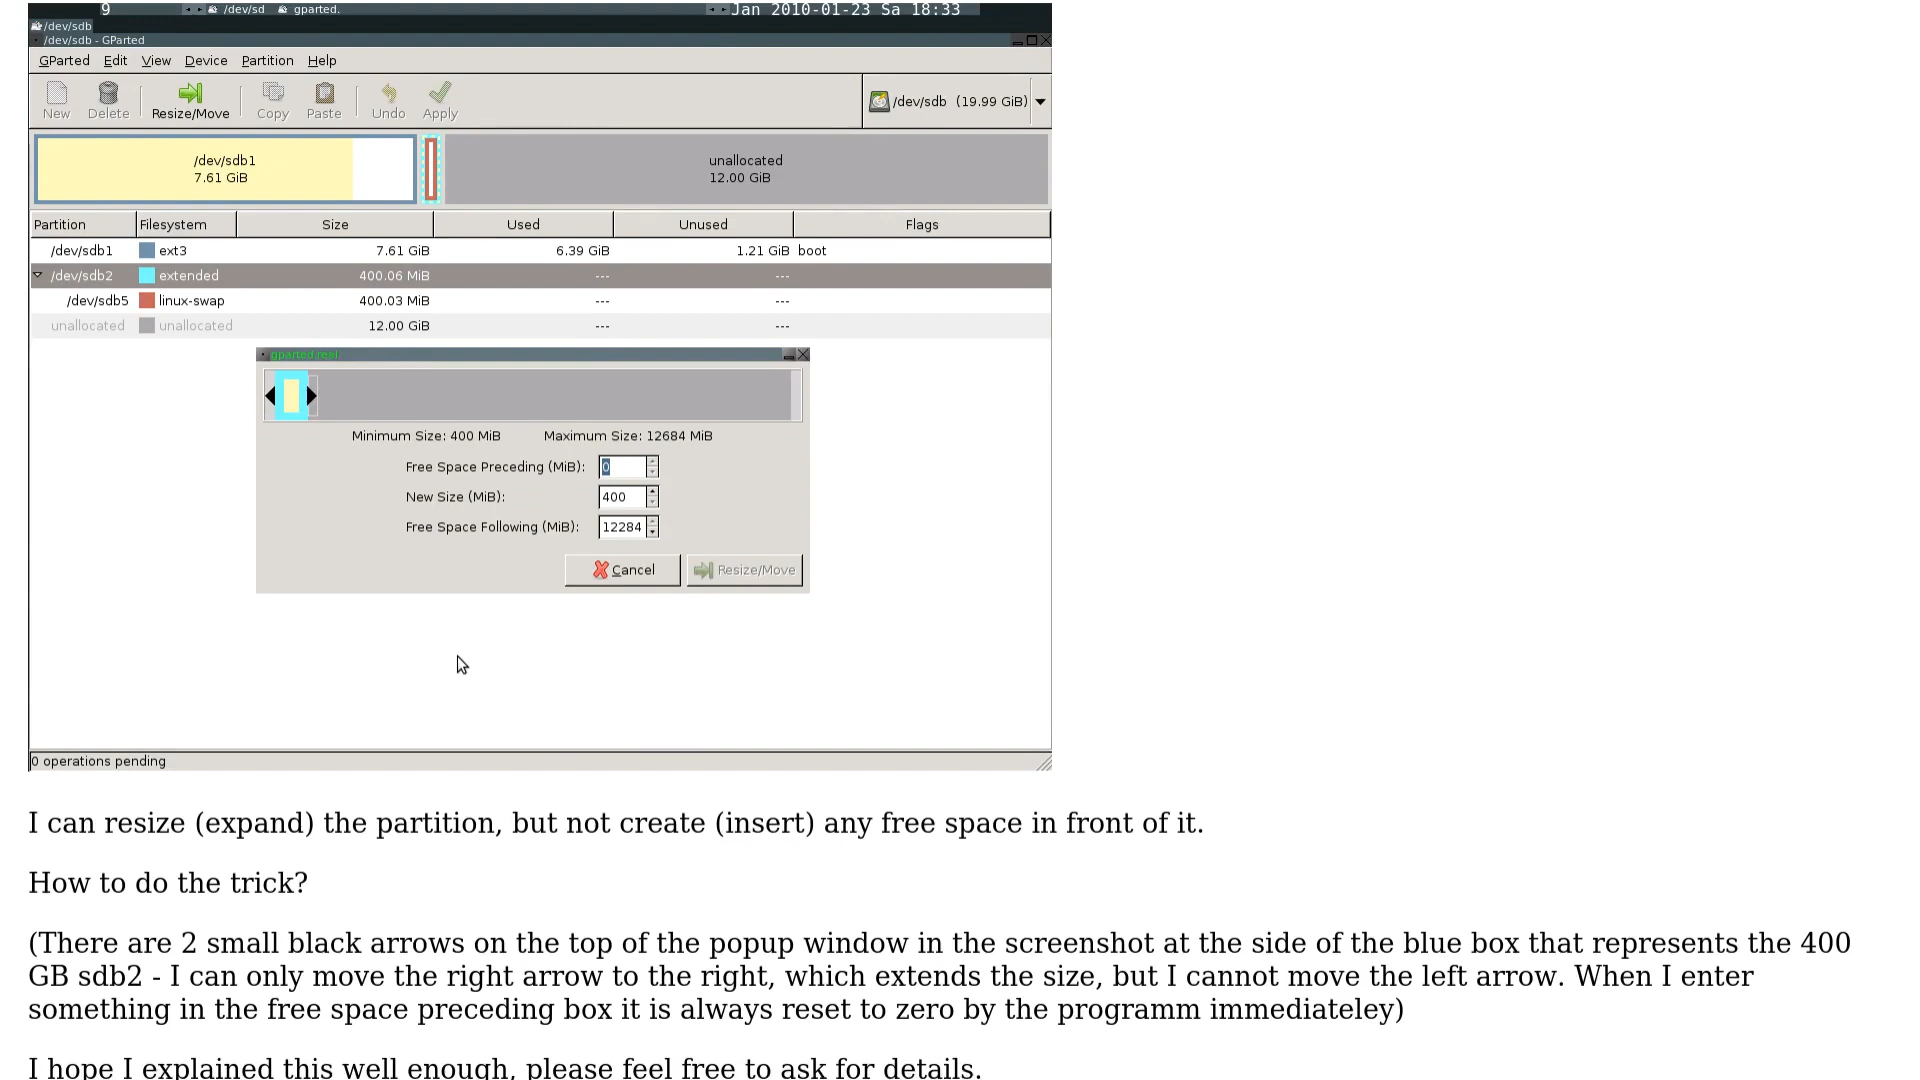 9 /dev/sd gparted. Jan 2010-01-23 Sa 18:33
/dev/sdb
/dev/sdb - GParted
GParted Edit View Device Partition Help
New Delete Resize/Move Copy Paste Undo Apply /dev/sdb (19.99 GiB)
/dev/sdb1 unallocated
7.61 GiB 12.00 GiB
Partition Filesystem Size Used Unused Flags
/dev/sdb1 ext3 7.61 GiB 6.39 GiB 1.21 GiB boot
/dev/sdb2 extended 400.06 MiB --- ---
/dev/sdb5 linux-swap 400.03 MiB --- ---
unallocated unallocated 12.00 GiB --- ---
Minimum Size: 400 MiB Maximum Size: 12684 MiB
Free Space Preceding (MiB): 0
New Size (MiB): 400
Free Space Following (MiB): 12284
Cancel Resize/Move
0 operations pending
I can resize (expand) the partition, but not create (insert) any free space in front of it.
How to do the trick?
(There are 2 small black arrows on the top of the popup window in the screenshot at the side of the blue box that represents the 400
GB sdb2 - I can only move the right arrow to the right, which extends the size, but I cannot move the left arrow. When I enter
something in the free space preceding box it is always reset to zero by the programm immediateley)
I hope I explained this well enough, please feel free to ask for details.